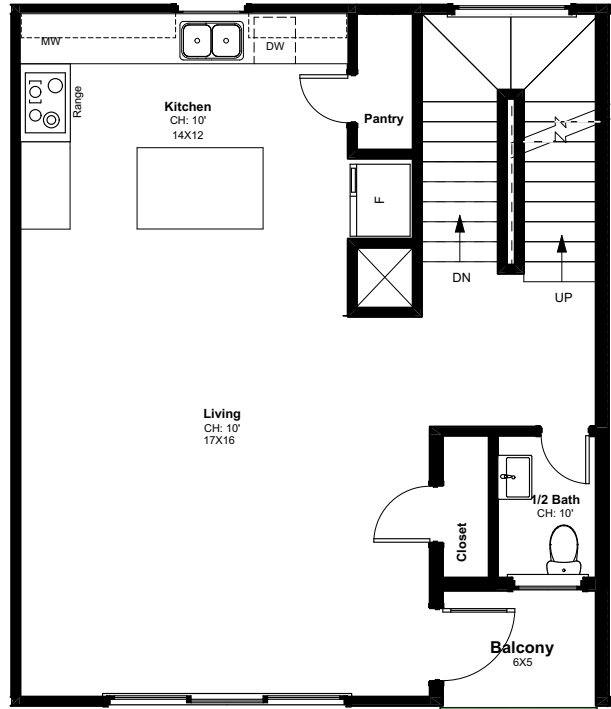 MW
DW
Range
Kitchen
CH: 10'
14X12
Pantry
F
DN
UP
Living
CH: 10'
17X16
1/2 Bath
CH: 10'
Closet
Balcony
6X5